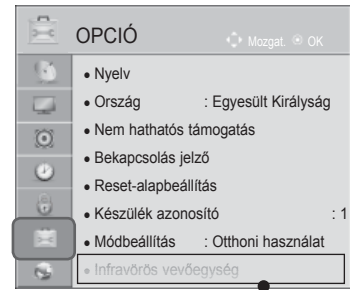 OPCIÓ
Mozgat. OK
• Nyelv
• Ország : Egyesült Királyság
• Nem hathatós támogatás
• Bekapcsolás jelző
• Reset-alapbeállítás
• Készülék azonosító : 1
• Módbeállítás : Otthoni használat
• Infravörös vevőegység